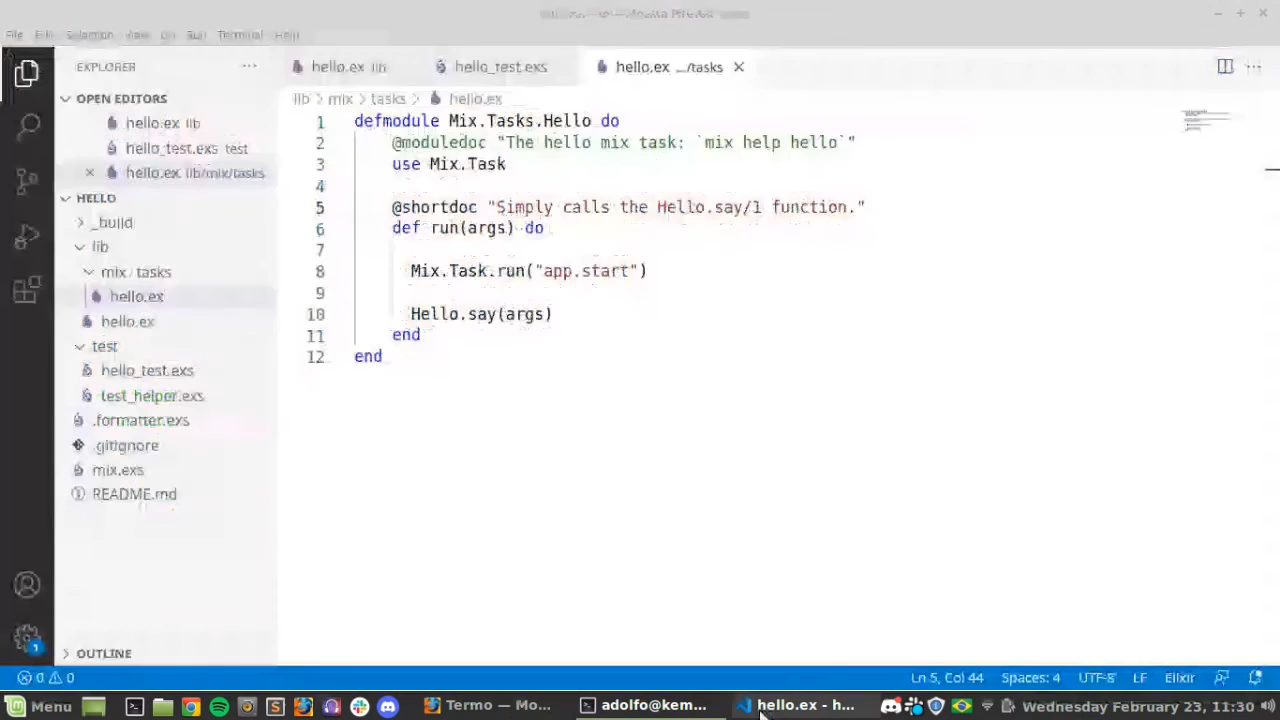 File Selection Run Terminal Help
EXPLORER ...
hello.ex lib
hello_test.exs
hello.ex .../tasks
OPEN EDITORS
hello.ex lib
hello_test.exs test
hello.ex lib/mix/tasks
HELLO
_build
lib
mix / tasks
hello.ex
hello.ex
test
hello_test.exs
test_helper.exs
.formatter.exs
.gitignore
mix.exs
README.md
OUTLINE
lib > mix > tasks > hello.ex
1 defmodule Mix.Tasks.Hello do
2 @moduledoc "The hello mix task: `mix help hello`"
3 use Mix.Task
4
5 @shortdoc "Simply calls the Hello.say/1 function."
6 def run(args) do
7
8 Mix.Task.run("app.start")
9
10 Hello.say(args)
11 end
12 end
1
0 0
Ln 5, Col 44 Spaces: 4 UTF-8 LF Elixir
Menu
Termo — Mo...
adolfo@kem...
hello.ex - h...
Wednesday February 23, 11:30